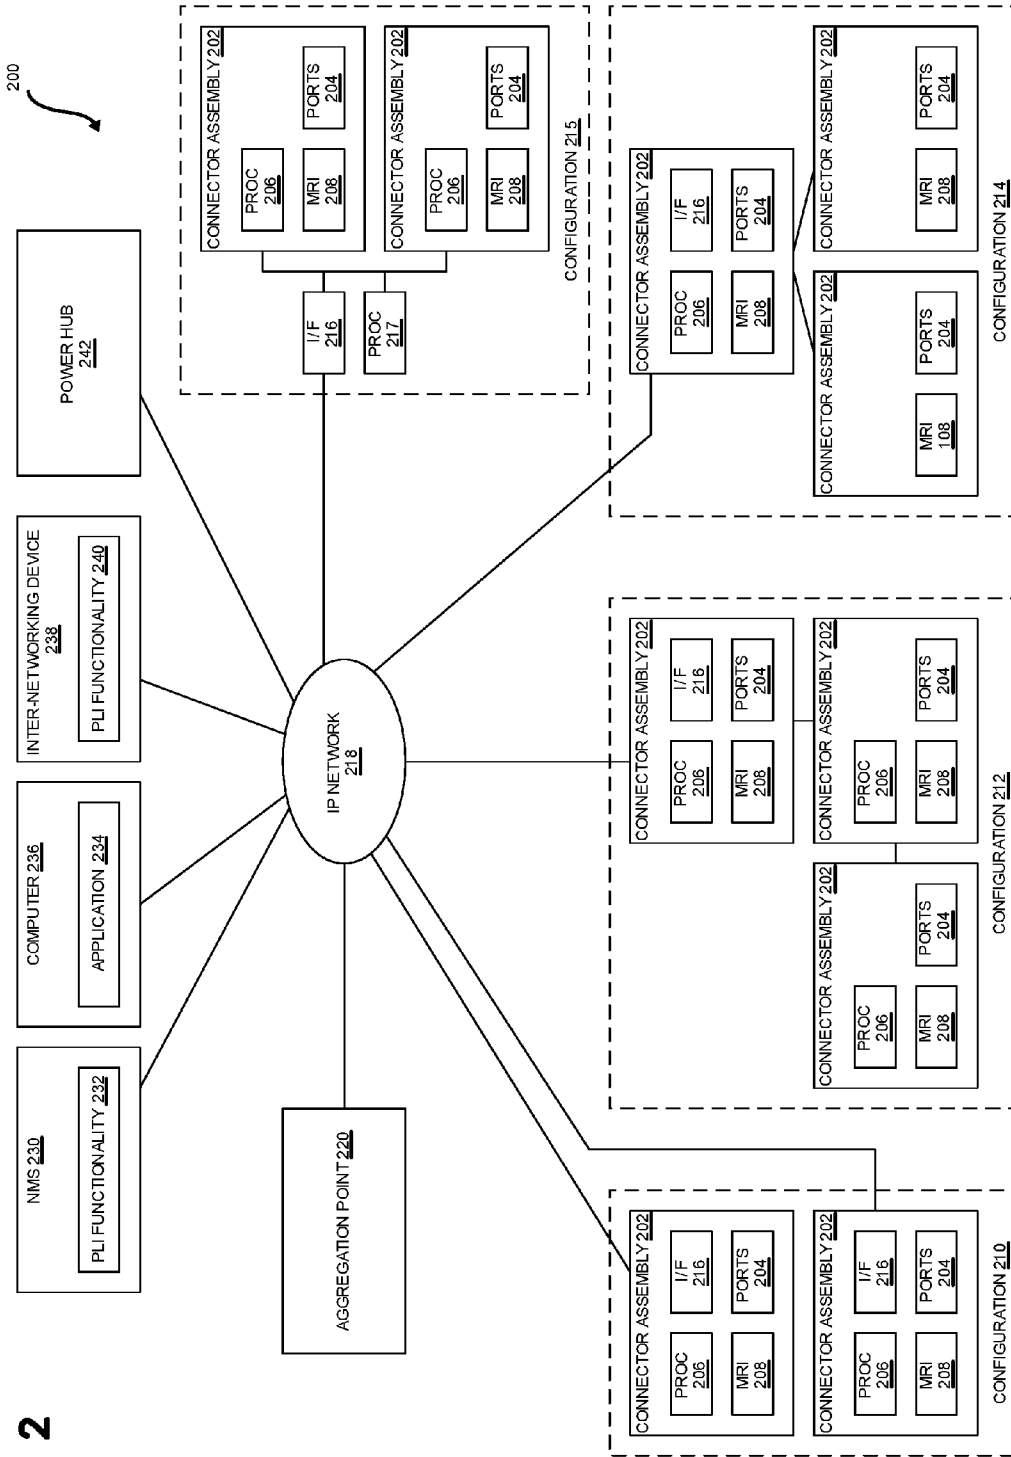 2
200
NMS 230
PLI FUNCTIONALITY 232
COMPUTER 236
APPLICATION 234
INTER-NETWORKING DEVICE
238
PLI FUNCTIONALITY 240
POWER HUB
242
AGGREGATION POINT 220
IP NETWORK
218
I/F
216
PROC
217
CONNECTOR ASSEMBLY 202
PROC
206
MRI
208
PORTS
204
CONNECTOR ASSEMBLY 202
PROC
206
MRI
208
PORTS
204
CONFIGURATION 215
CONNECTOR ASSEMBLY 202
PROC
206
I/F
216
MRI
208
PORTS
204
CONNECTOR ASSEMBLY 202
PROC
206
I/F
216
MRI
208
PORTS
204
CONFIGURATION 210
CONNECTOR ASSEMBLY 202
PROC
206
I/F
216
MRI
208
PORTS
204
CONNECTOR ASSEMBLY 202
PROC
206
MRI
208
PORTS
204
CONNECTOR ASSEMBLY 202
PROC
206
MRI
208
PORTS
204
CONFIGURATION 212
CONNECTOR ASSEMBLY 202
PROC
206
I/F
216
MRI
208
PORTS
204
CONNECTOR ASSEMBLY 202
MRI
108
PORTS
204
CONNECTOR ASSEMBLY 202
MRI
208
PORTS
204
CONFIGURATION 214